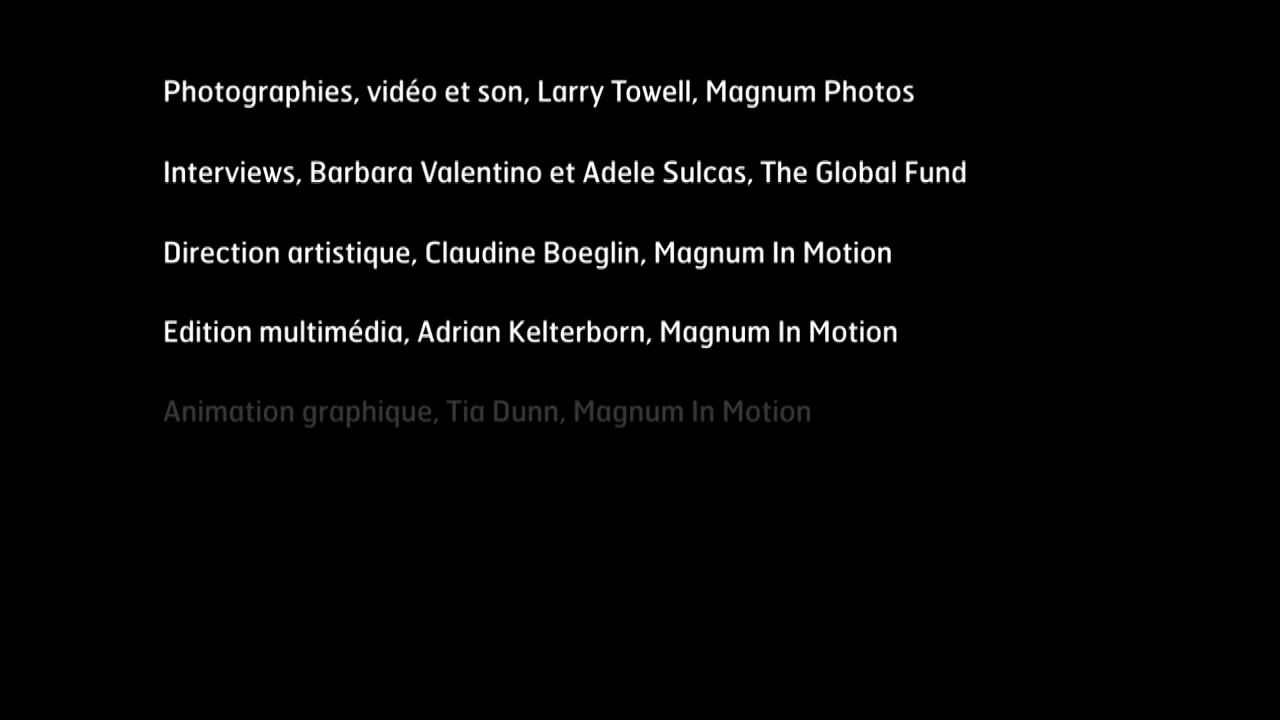 Photographies, vidéo et son, Larry Towell, Magnum Photos
Interviews, Barbara Valentino et Adele Sulcas, The Global Fund
Direction artistique, Claudine Boeglin, Magnum In Motion
Edition multimédia, Adrian Kelterborn, Magnum In Motion
Animation graphique, Tia Dunn, Magnum In Motion